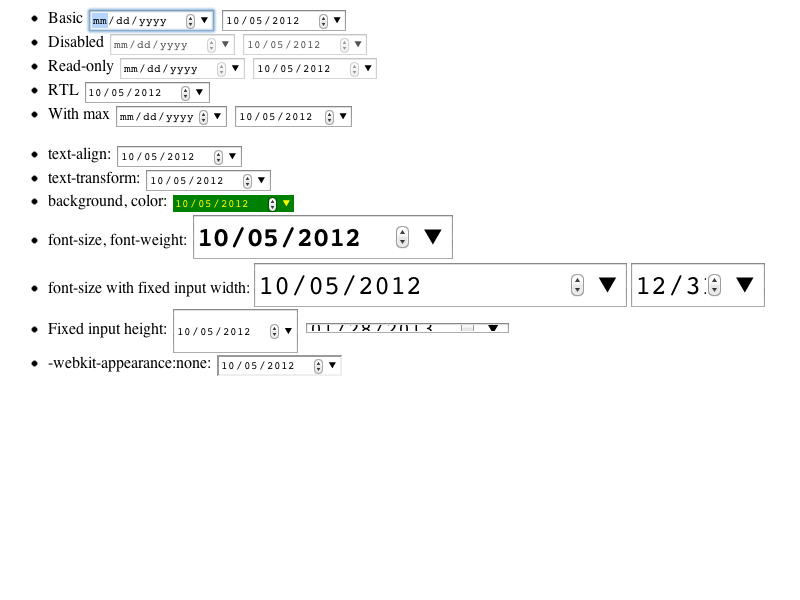 Basic mm/dd/yyyy 10/05/2012
Disabled mm/dd/yyyy 10/05/2012
Read-only mm/dd/yyyy 10/05/2012
RTL 10/05/2012
With max mm/dd/yyyy 10/05/2012
text-align: 10/05/2012
text-transform: 10/05/2012
background, color: 10/05/2012
font-size, font-weight: 10/05/2012
font-size with fixed input width: 10/05/2012 12/3
Fixed input height: 10/05/2012 01/28/2013
-webkit-appearance:none: 10/05/2012